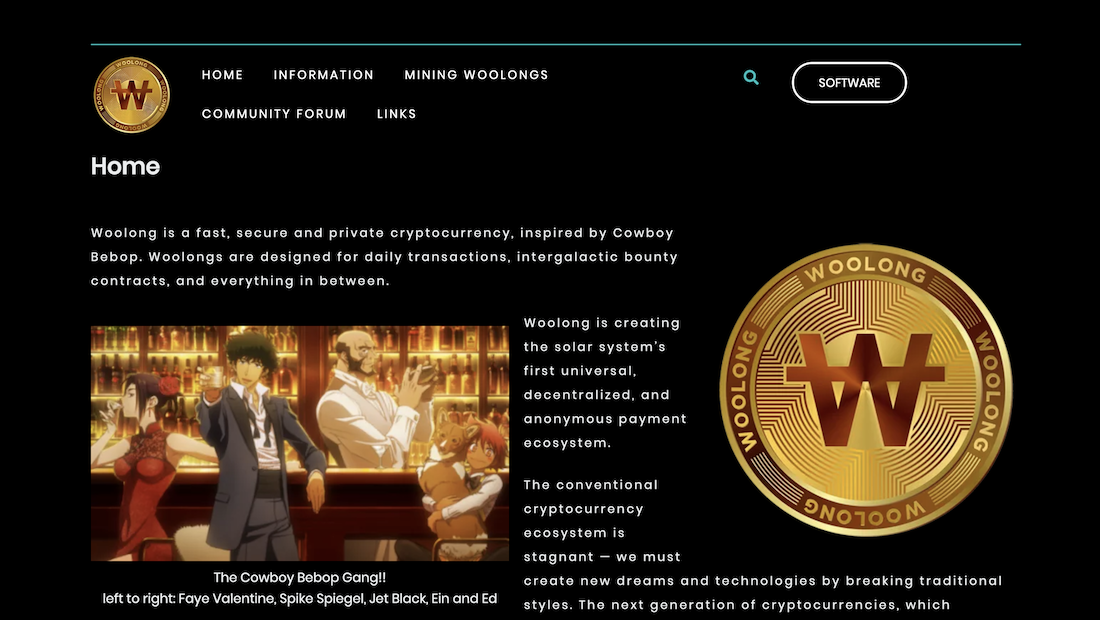 HOME INFORMATION MINING WOOLONGS
SOFTWARE
COMMUNITY FORUM LINKS
Home
Woolong is a fast, secure and private cryptocurrency, inspired by Cowboy
Bebop. Woolongs are designed for daily transactions, intergalactic bounty
contracts, and everything in between.
The Cowboy Bebop Gang!!
left to right: Faye Valentine, Spike Spiegel, Jet Black, Ein and Ed
Woolong is creating
the solar system's
first universal,
decentralized, and
anonymous payment
ecosystem.
The conventional
cryptocurrency
ecosystem is
stagnant — we must
create new dreams and technologies by breaking traditional
styles. The next generation of cryptocurrencies, which
WOOLONG
WOOLONG
WOOLONG
WOOLONG
W
WOOLONG
WOOLONG
WOOLONG
WOOLONG
W